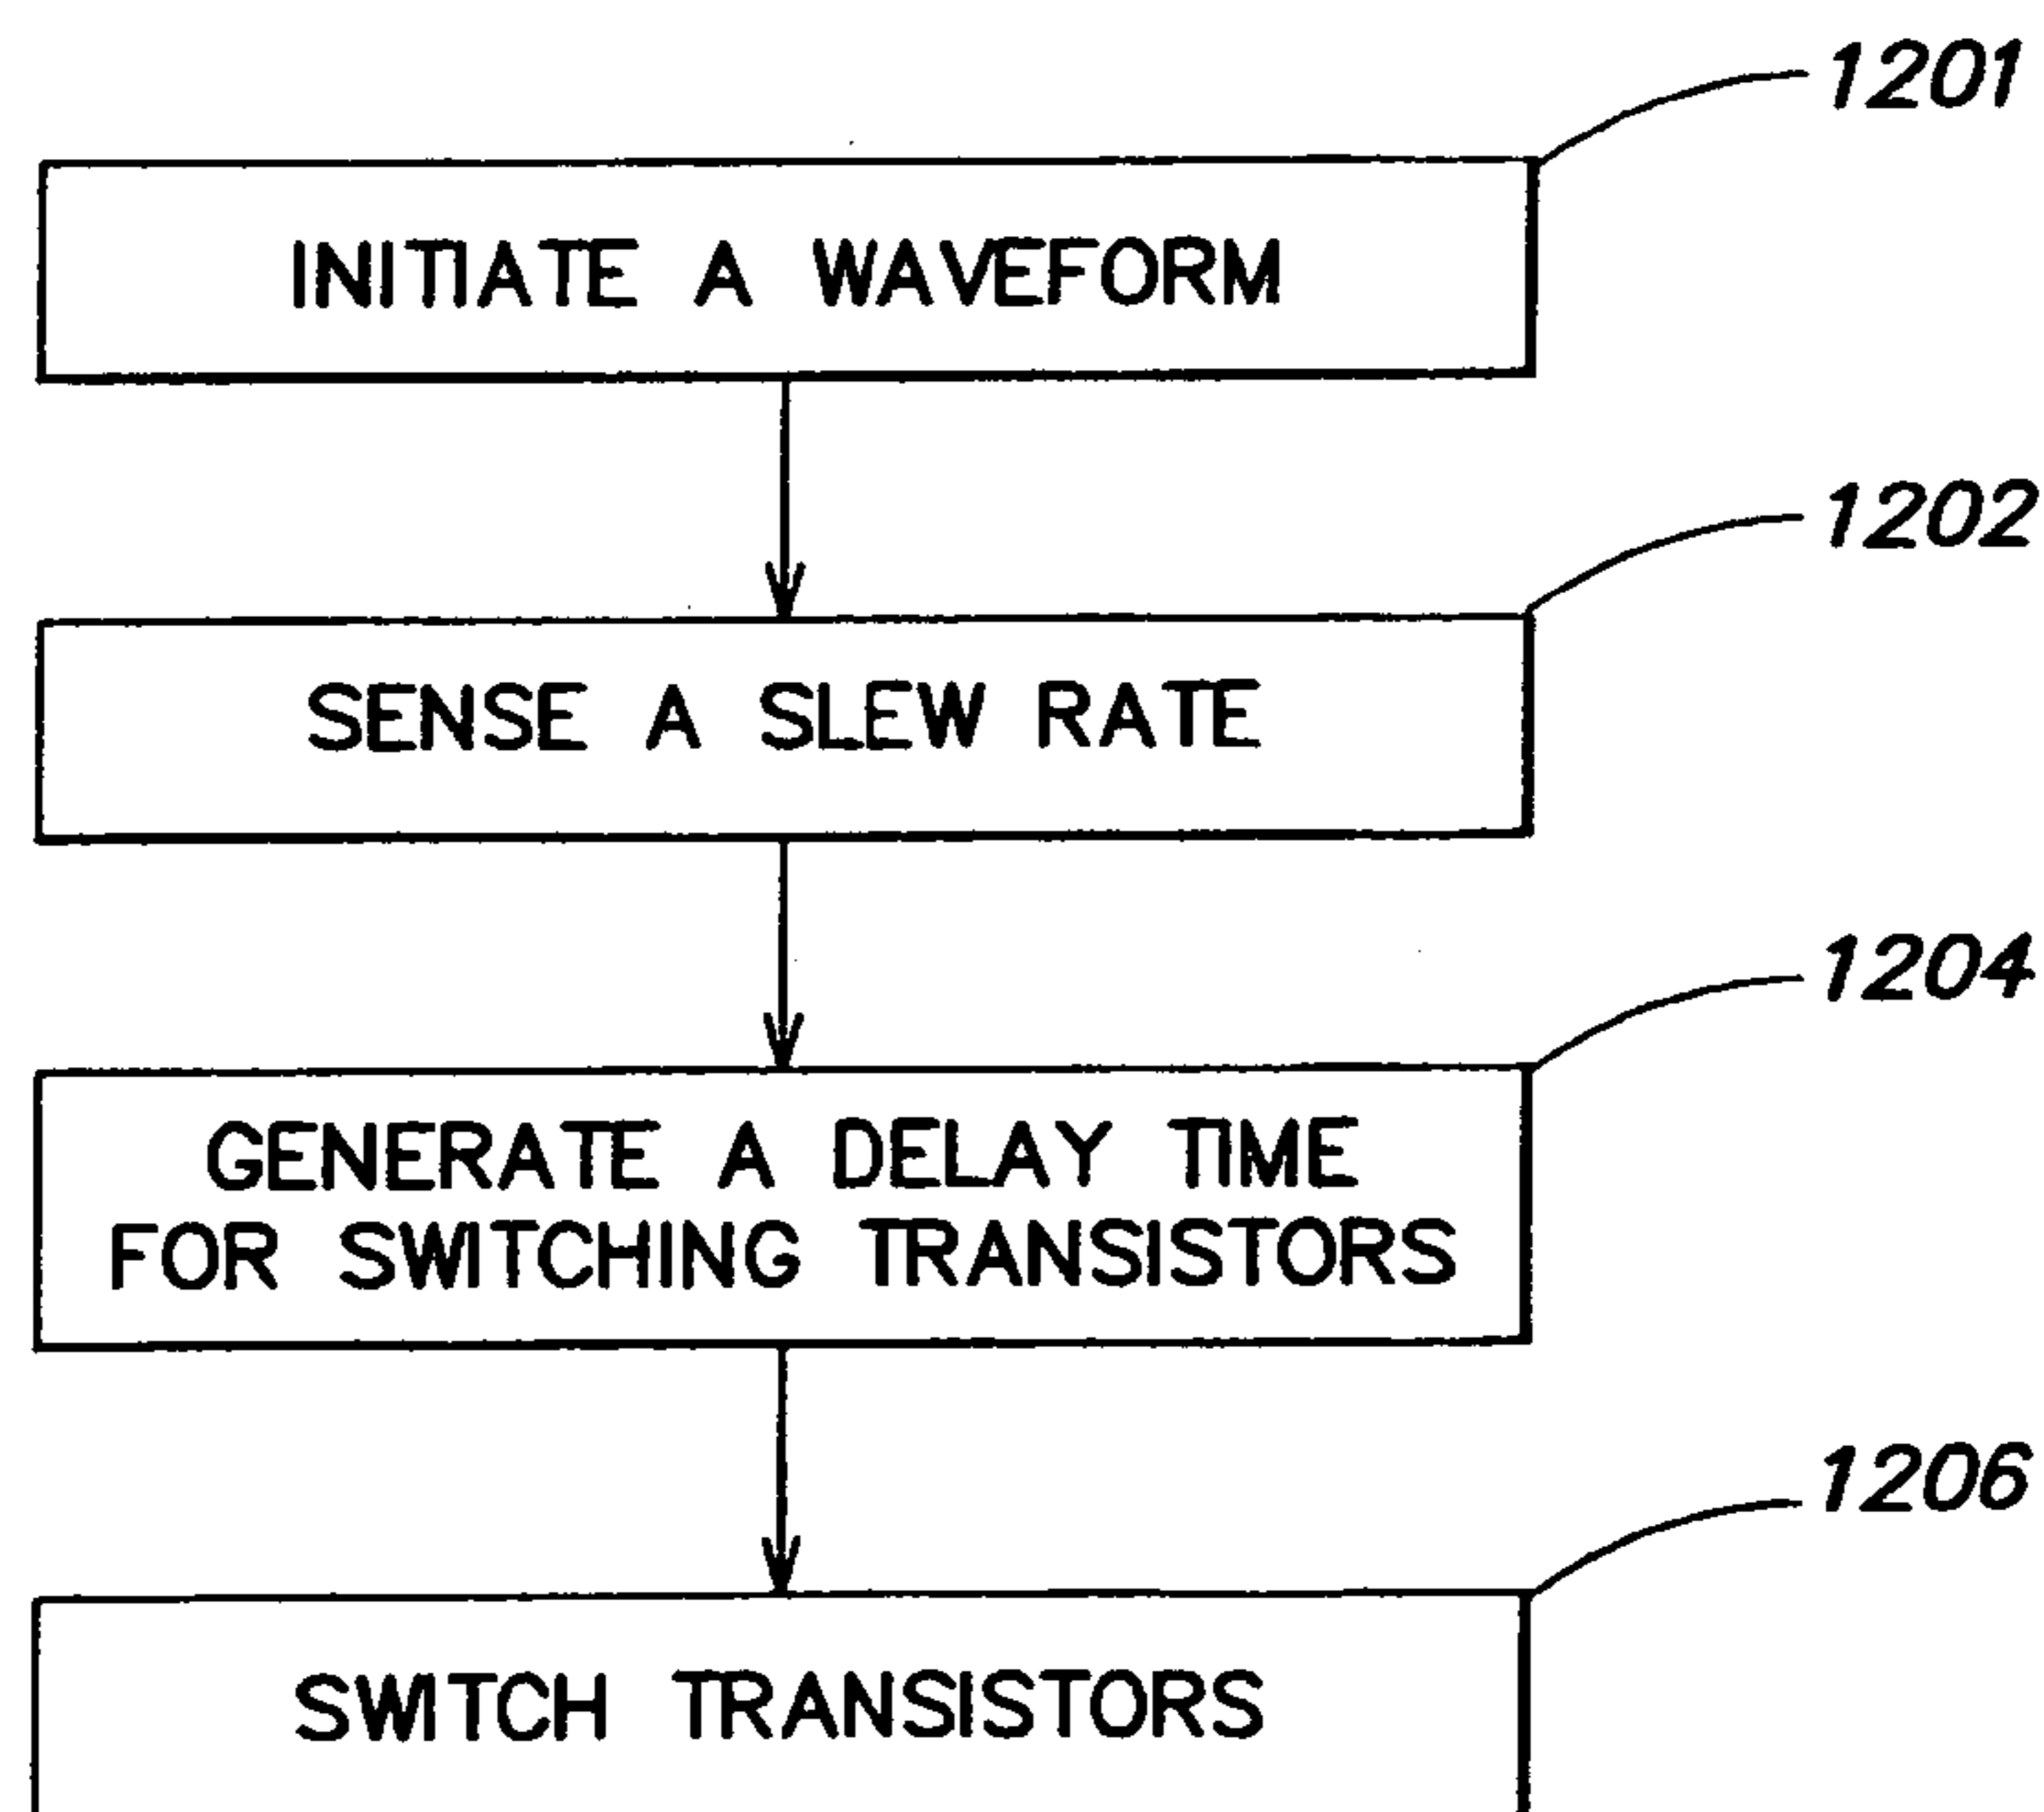 1201
INITIATE A WAVEFORM
1202
SENSE A SLEW RATE
1204
GENERATE A DELAY TIME
FOR SWITCHING TRANSISTORS
1206
SWITCH TRANSISTORS